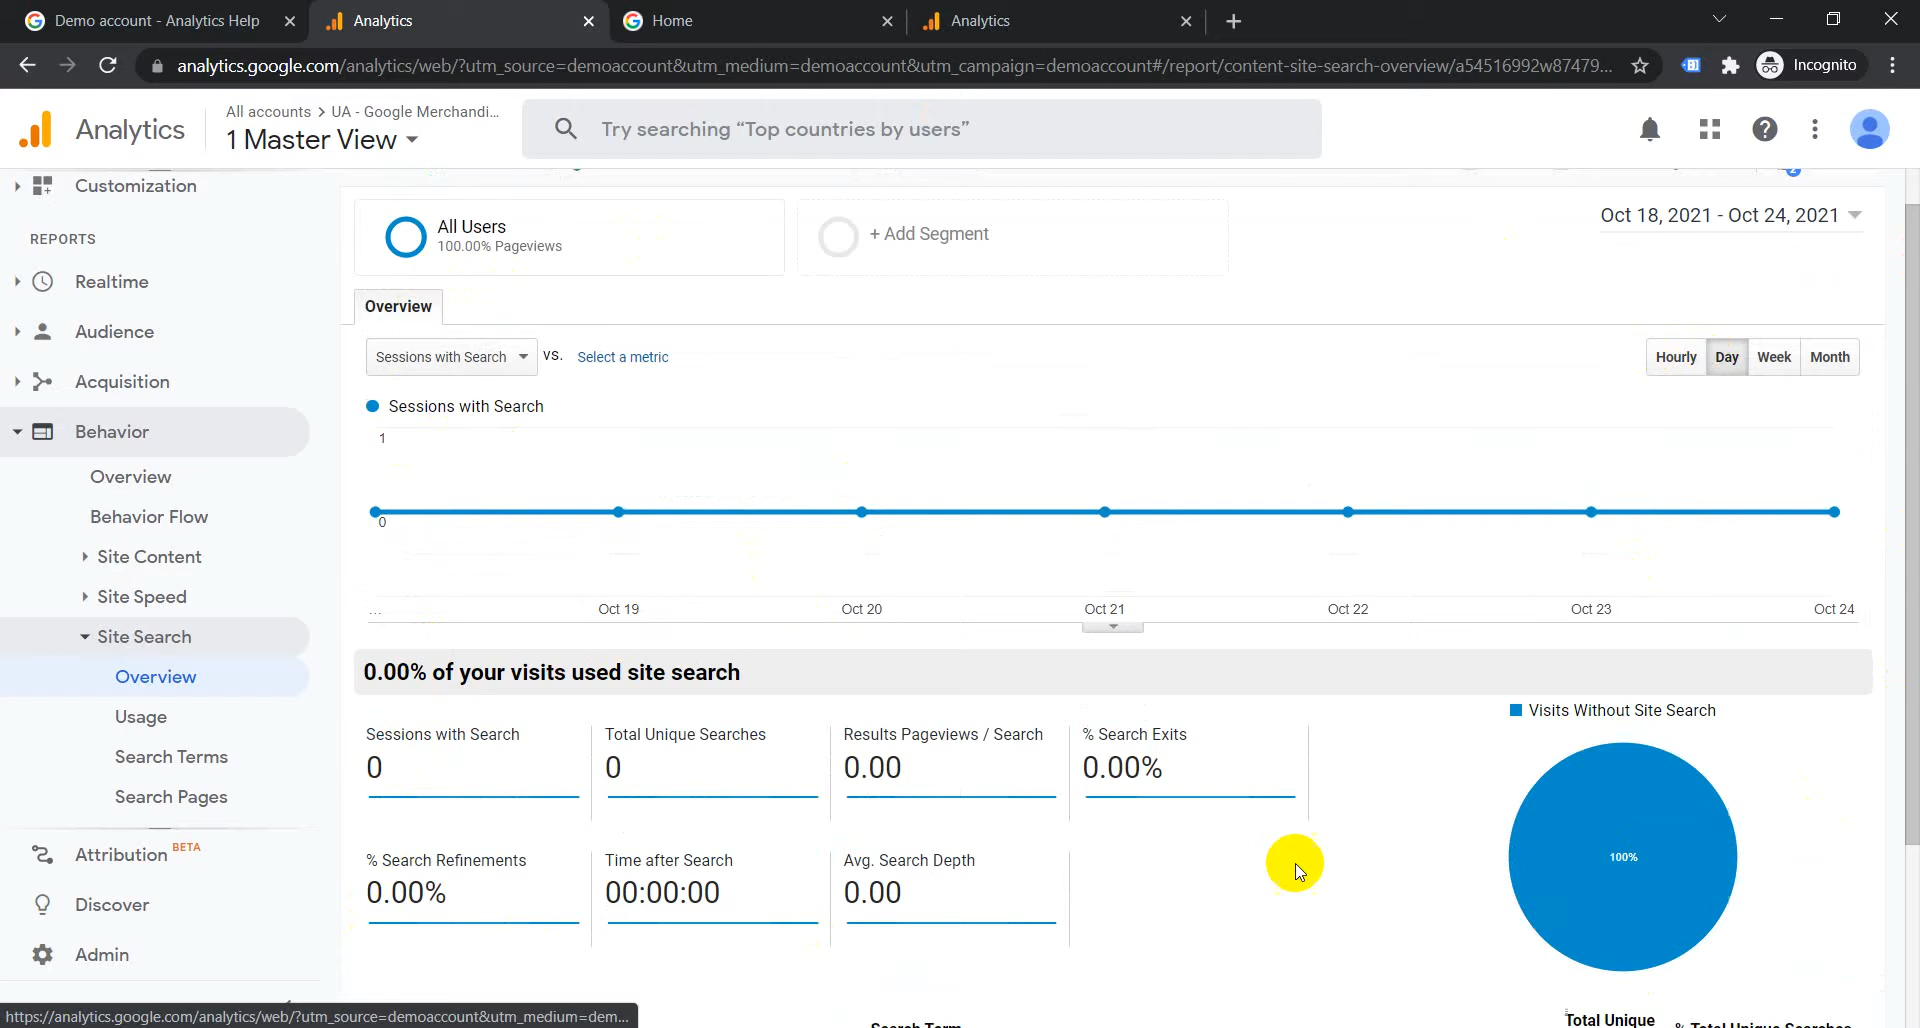 Demo account - Analytics Help
Analytics
Home
Analytics
analytics.google.com/analytics/web/?utm_source=demoaccount&utm_medium=demoaccount&utm_campaign=demoaccount#/report/content-site-search-overview/a54516992w87479...
Incognito
Analytics
All accounts > UA - Google Merchandi...
1 Master View
Try searching “Top countries by users”
Customization
REPORTS
Realtime
Audience
Acquisition
Behavior
Overview
Behavior Flow
Site Content
Site Speed
Site Search
Overview
Usage
Search Terms
Search Pages
Attribution BETA
Discover
Admin
All Users
100.00% Pageviews
+ Add Segment
Oct 18, 2021 - Oct 24, 2021
Overview
Sessions with Search
VS.
Select a metric
Hourly Day Week Month
Sessions with Search
1
0
... Oct 19 Oct 20 Oct 21 Oct 22 Oct 23 Oct 24
0.00% of your visits used site search
Sessions with Search
0
Total Unique Searches
0
Results Pageviews / Search
0.00
% Search Exits
0.00%
% Search Refinements
0.00%
Time after Search
00:00:00
Avg. Search Depth
0.00
Visits Without Site Search
100%
Search Term
Total Unique
% Total Unique Searches
https://analytics.google.com/analytics/web/?utm_source=demoaccount&utm_medium=dem...